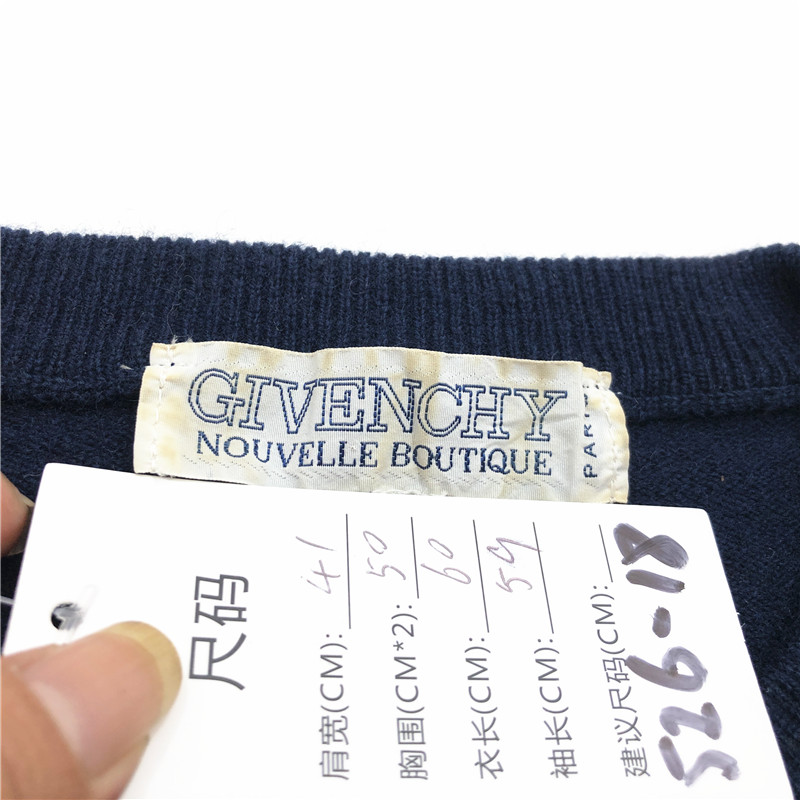 GIVENCHY
NOUVELLE BOUTIQUE
PARIS
尺码
肩宽(CM): 41
胸围(CM*2): 50
衣长(CM): 60
袖长(CM): 59
建议尺码(CM):
526-18